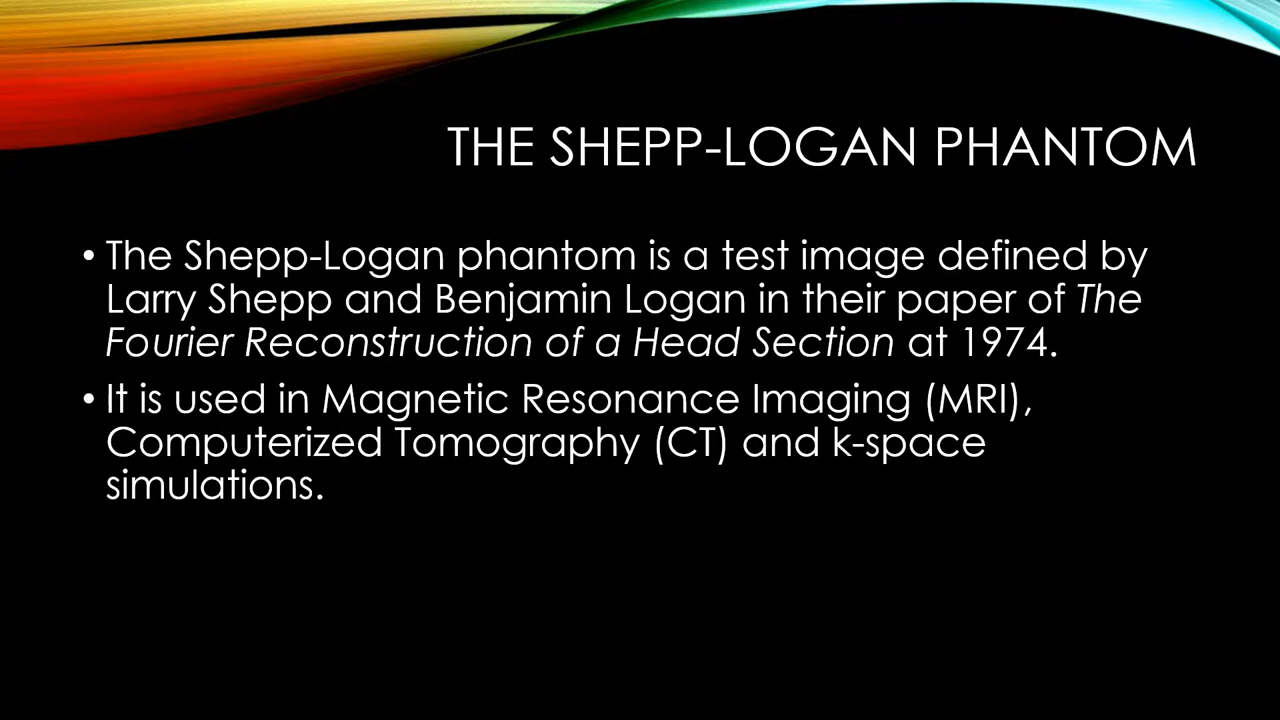 THE SHEPP-LOGAN PHANTOM
• The Shepp-Logan phantom is a test image defined by
Larry Shepp and Benjamin Logan in their paper of The
Fourier Reconstruction of a Head Section at 1974.
• It is used in Magnetic Resonance Imaging (MRI),
Computerized Tomography (CT) and k-space
simulations.